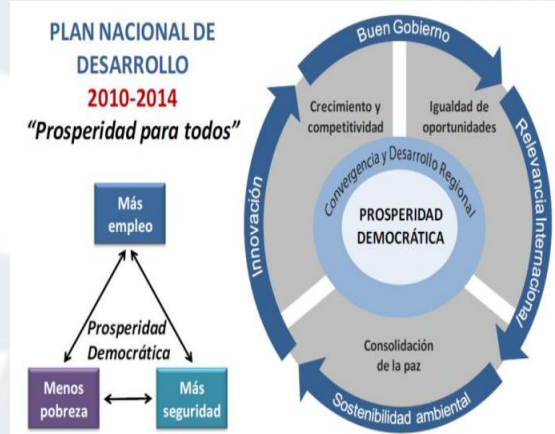 PLAN NACIONAL DE
DESARROLLO
2010-2014
“Prosperidad para todos”
Más
empleo
Prosperidad
Democrática
Menos
pobreza
Más
seguridad
Buen Gobierno
Crecimiento y
competitividad
Igualdad de
oportunidades
Innovación
Relevancia Internacional
Convergencia y Desarrollo Regional
PROSPERIDAD
DEMOCRÁTICA
Consolidación
de la paz
Sostenibilidad ambiental